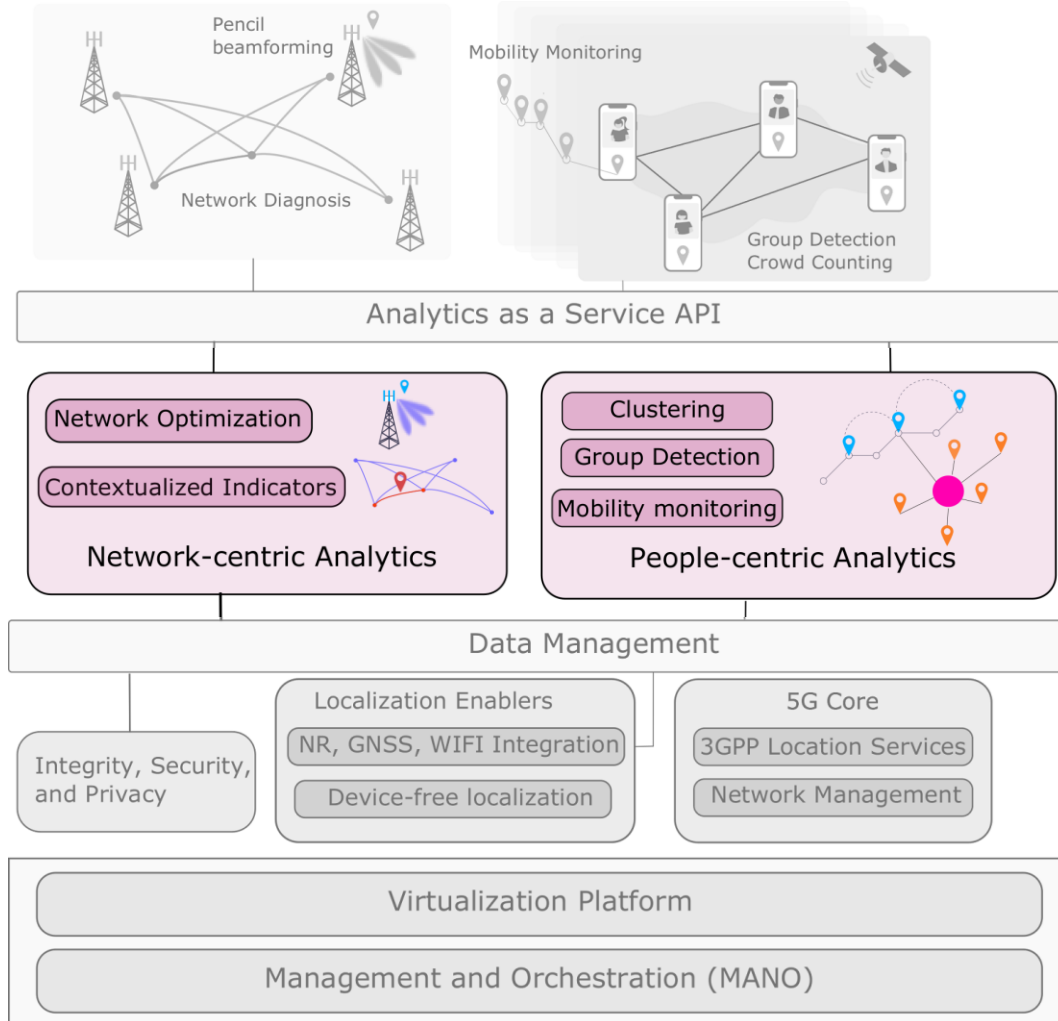 Pencil
beamforming
Network Diagnosis
Mobility Monitoring
Group Detection
Crowd Counting
Analytics as a Service API
Network Optimization
Contextualized Indicators
Network-centric Analytics
Clustering
Group Detection
Mobility monitoring
People-centric Analytics
Data Management
Integrity, Security,
and Privacy
Localization Enablers
NR, GNSS, WIFI Integration
Device-free localization
5G Core
3GPP Location Services
Network Management
Virtualization Platform
Management and Orchestration (MANO)